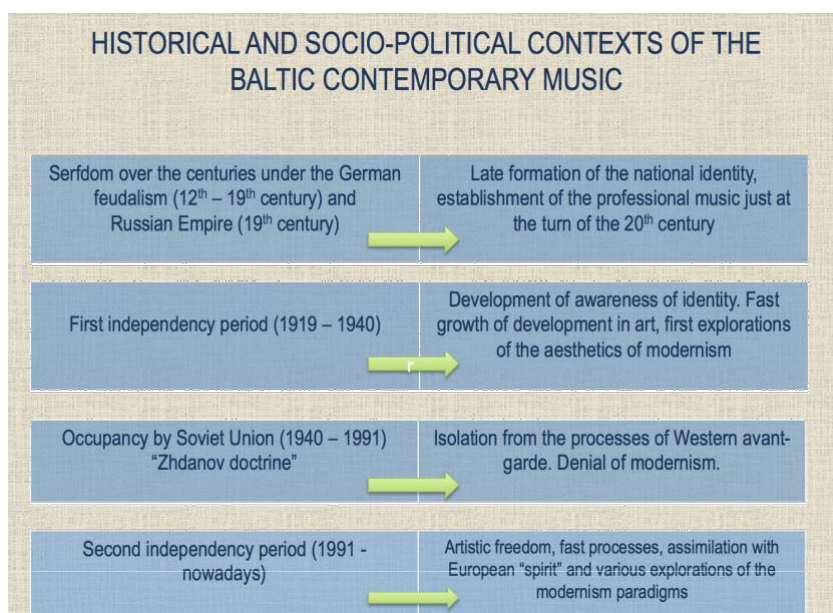 HISTORICAL AND SOCIO-POLITICAL CONTEXTS OF THE
BALTIC CONTEMPORARY MUSIC
Serfdom over the centuries under the German
feudalism (12th – 19th century) and
Russian Empire (19th century)
Late formation of the national identity,
establishment of the professional music just at
the turn of the 20th century
First independency period (1919 – 1940)
r
Development of awareness of identity. Fast
growth of development in art, first explorations
of the aesthetics of modernism
Occupancy by Soviet Union (1940 – 1991)
“Zhdanov doctrine”
Isolation from the processes of Western avant-
garde. Denial of modernism.
Second independency period (1991 -
nowadays)
Artistic freedom, fast processes, assimilation with
European “spirit” and various explorations of the
modernism paradigms